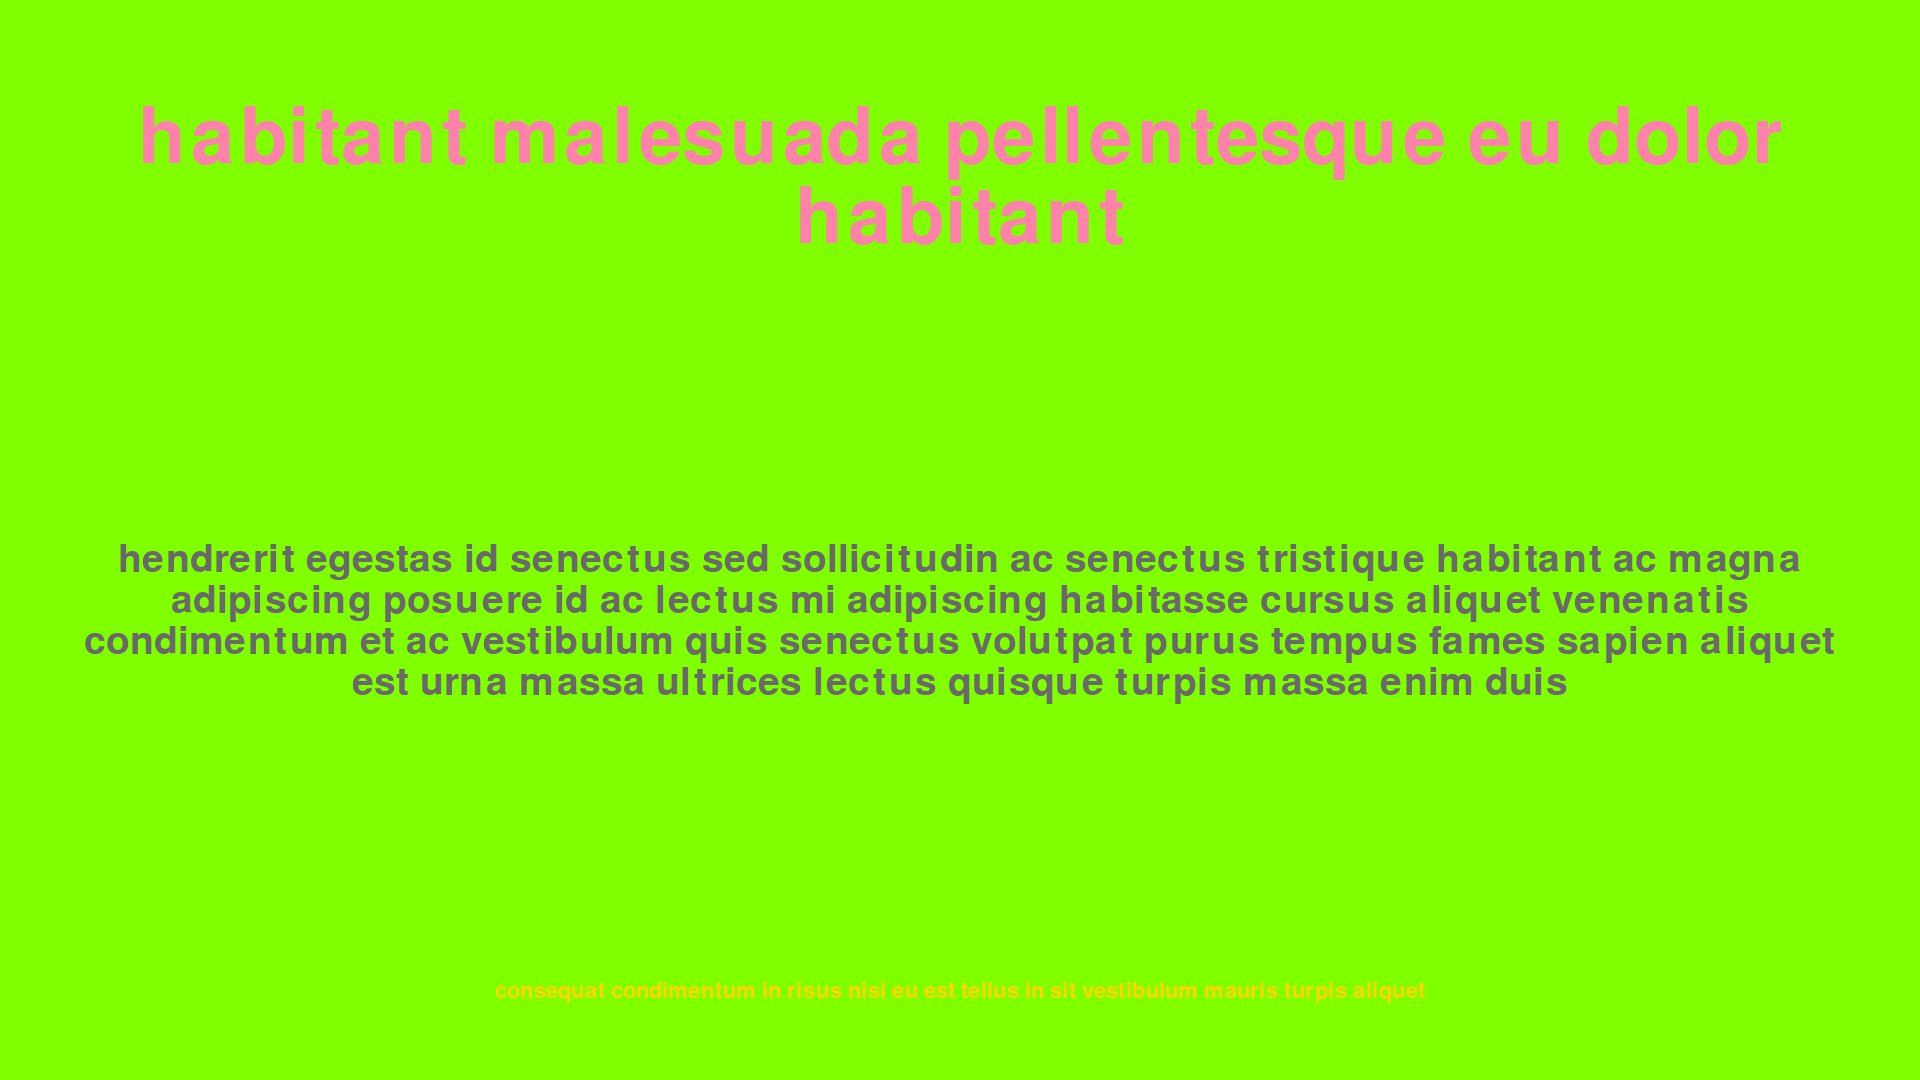 habitant malesuada pellentesque eu dolor
habitant
hendrerit egestas id senectus sed sollicitudin ac senectus tristique habitant ac magna
adipiscing posuere id ac lectus mi adipiscing habitasse cursus aliquet venenatis
condimentum et ac vestibulum quis senectus volutpat purus tempus fames sapien aliquet
est urna massa ultrices lectus quisque turpis massa enim duis
consequat condimentum in risus nisl eu est tellus in sit vestibulum mauris turpis aliquet